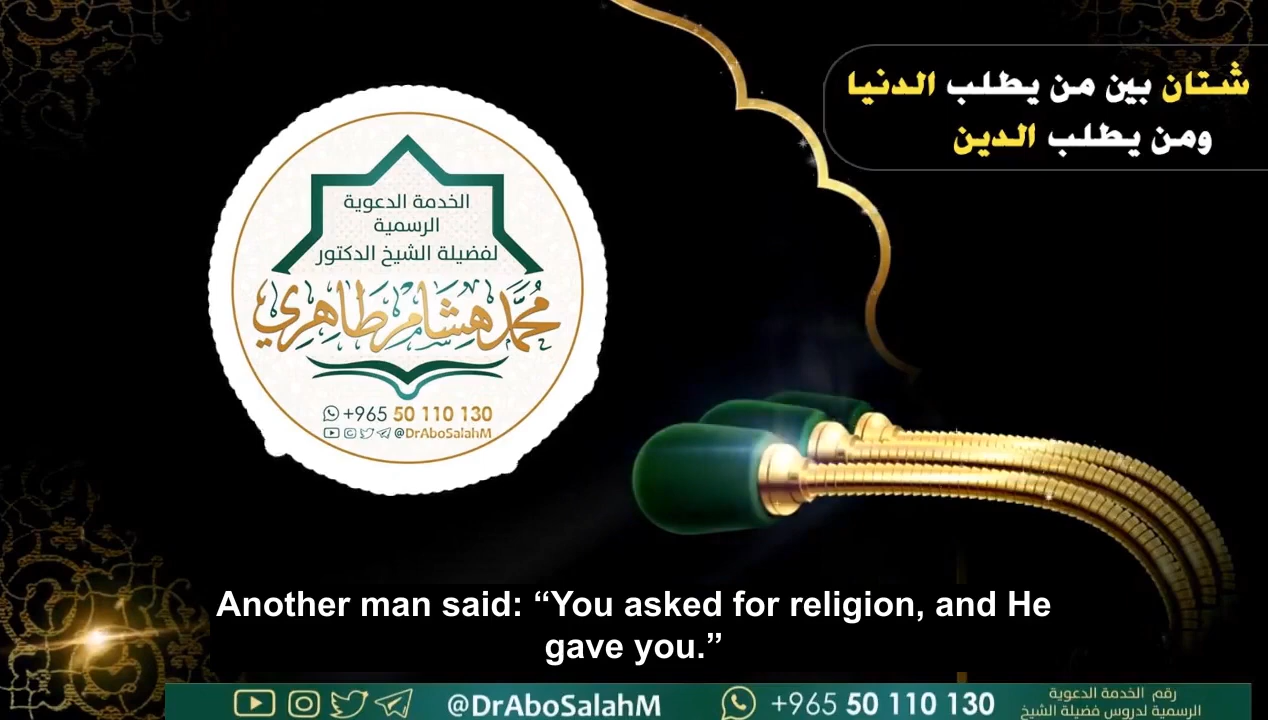 شتان بين من يطلب الدنيا
ومن يطلب الدين
الخدمة الدعوية
الرسمية
لفضيلة الشيخ الدكتور
محمد هشام طاهري
+965 50 110 130
@DrAboSalahM
Another man said: “You asked for religion, and He
gave you.”
@DrAboSalahM +965 50 110 130
رقم الخدمة الدعوية
الرسمية لدروس فضيلة الشيخ